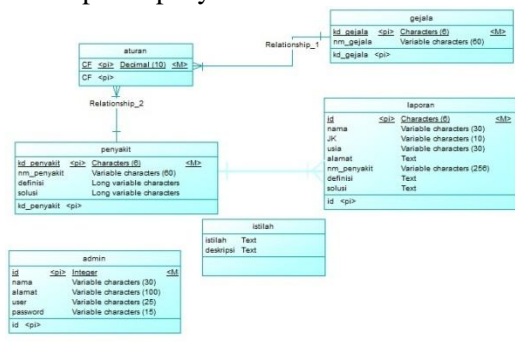 gejala
kd_gejala <pi> Characters (6) <M>
nm_gejala Variable characters (60)
kd_gejala <pi>
aturan
CF <pi> Decimal (10) <M>
CF <pi>
Relationship_1
Relationship_2
laporan
id <pi> Characters (6) <M>
nama Variable characters (30)
JK Variable characters (10)
usia Variable characters (30)
alamat Text
nm_penyakit Variable characters (256)
definisi Text
solusi Text
id <pi>
penyakit
kd_penyakit <pi> Characters (6) <M>
nm_penyakit Variable characters (60)
definisi Long variable characters
solusi Long variable characters
kd_penyakit <pi>
istilah
istilah Text
deskripsi Text
admin
id <pi> Integer <M
nama Variable characters (30)
alamat Variable characters (100)
user Variable characters (25)
password Variable characters (15)
id <pi>